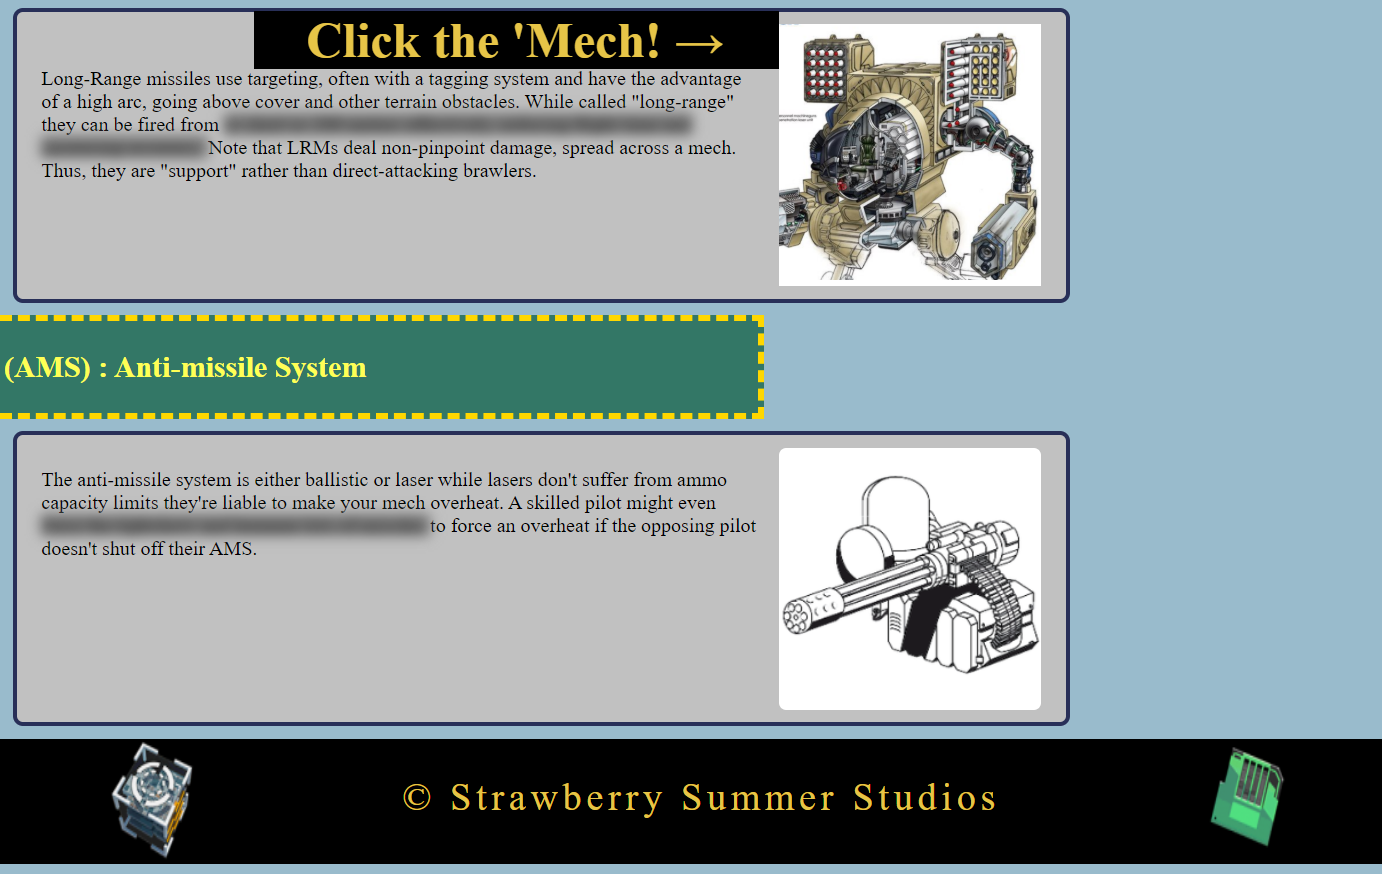 Click the 'Mech! →
Long-Range missiles use targeting, often with a tagging system and have the advantage
of a high arc, going above cover and other terrain obstacles. While called "long-range"
they can be fired from
Note that LRMs deal non-pinpoint damage, spread across a mech.
Thus, they are "support" rather than direct-attacking brawlers.
(AMS) : Anti-missile System
The anti-missile system is either ballistic or laser while lasers don't suffer from ammo
capacity limits they're liable to make your mech overheat. A skilled pilot might even
to force an overheat if the opposing pilot
doesn't shut off their AMS.
© Strawberry Summer Studios